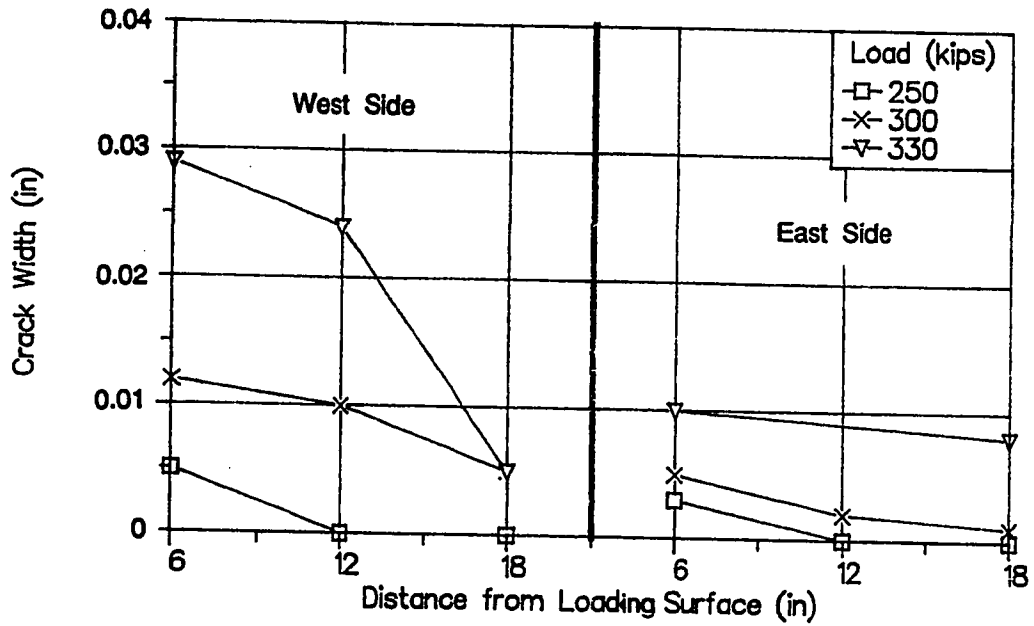 0.04
0.03
0.02
0.01
0
Crack Width (in)
West Side
East Side
Load (kips)
250
300
330
6
12
18
6
12
18
Distance from Loading Surface (in)